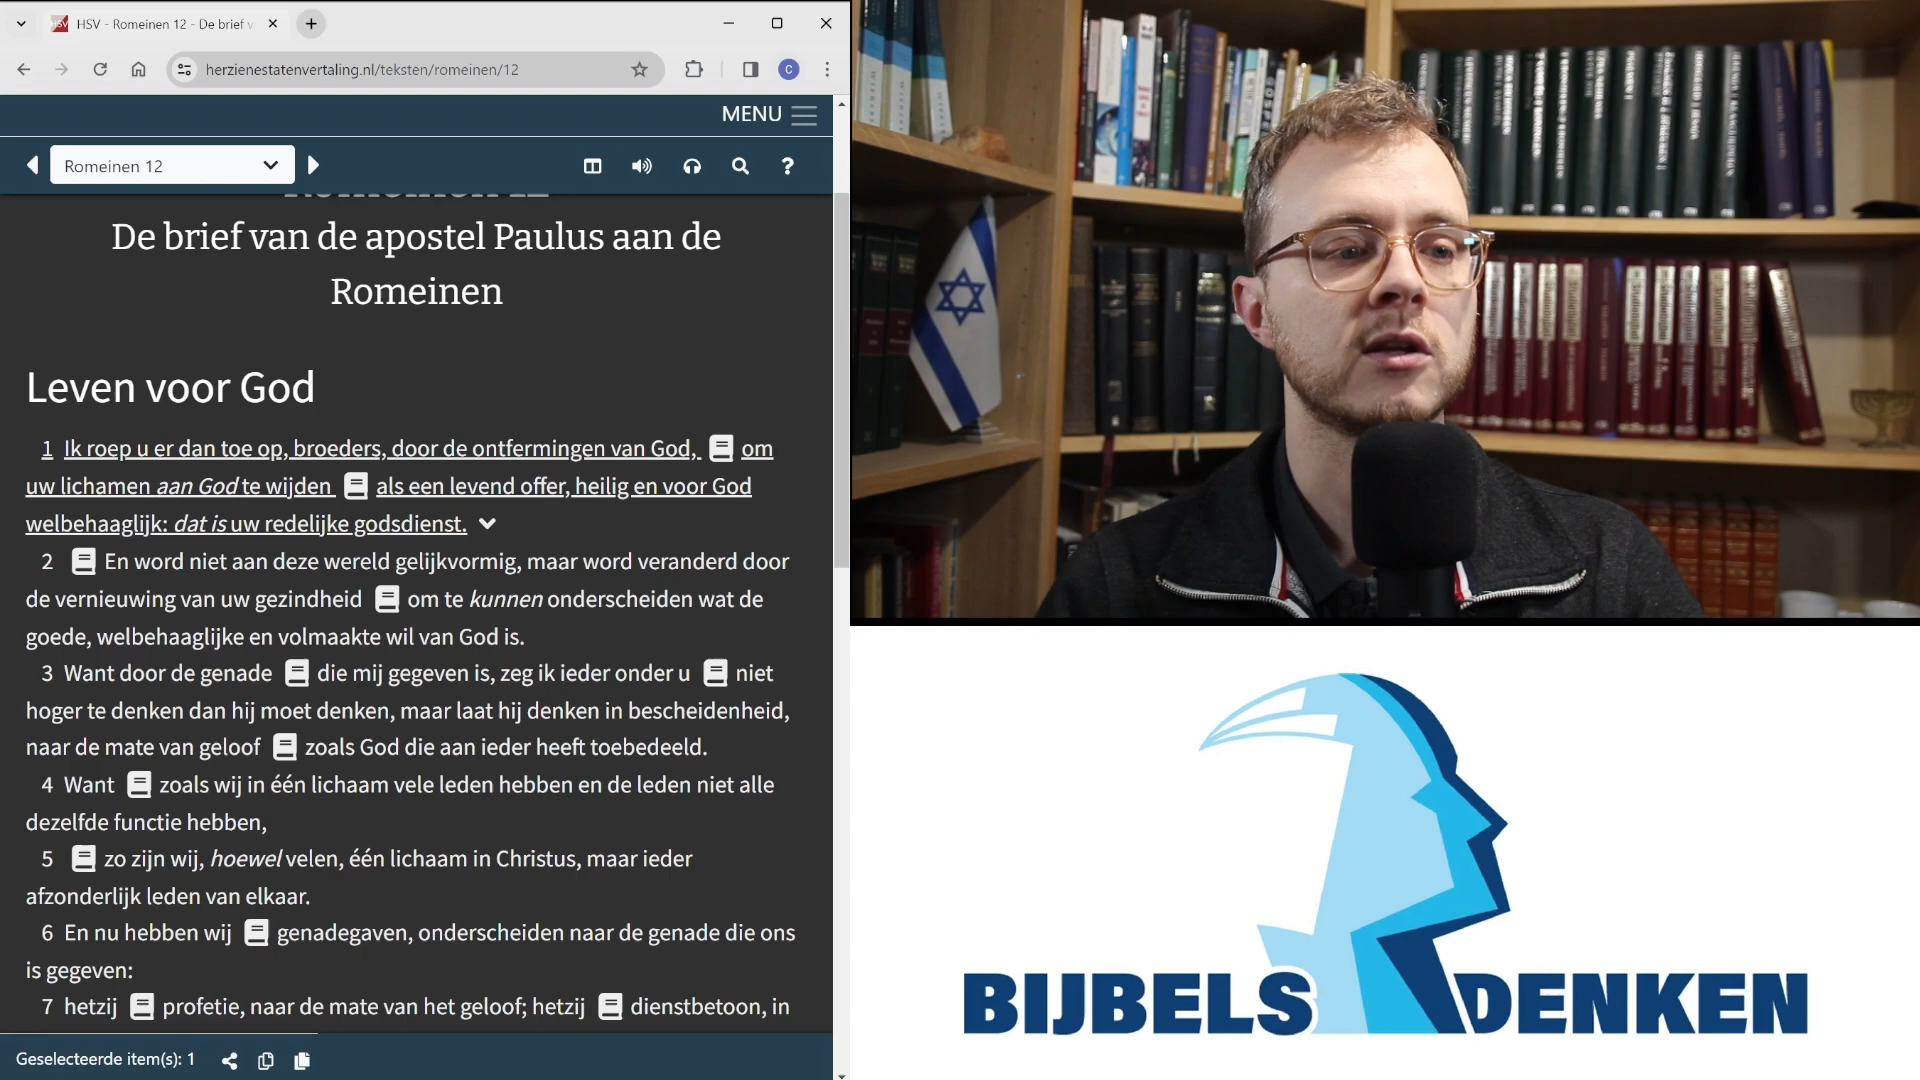 HSV - Romeinen 12 - De brief v
herzienestatenvertaling.nl/teksten/romeinen/12
C
MENU
Romeinen 12
De brief van de apostel Paulus aan de
Romeinen
Leven voor God
1 Ik roep u er dan toe op, broeders, door de ontfermingen van God, om
uw lichamen aan God te wijden als een levend offer, heilig en voor God
welbehaaglijk: dat is uw redelijke godsdienst.
2 En word niet aan deze wereld gelijkvormig, maar word veranderd door
de vernieuwing van uw gezindheid om te kunnen onderscheiden wat de
goede, welbehaaglijke en volmaakte wil van God is.
3 Want door de genade die mij gegeven is, zeg ik ieder onder u niet
hoger te denken dan hij moet denken, maar laat hij denken in bescheidenheid,
naar de mate van geloof zoals God die aan ieder heeft toebedeeld.
4 Want zoals wij in één lichaam vele leden hebben en de leden niet alle
dezelfde functie hebben,
5 zo zijn wij, hoewel velen, één lichaam in Christus, maar ieder
afzonderlijk leden van elkaar.
6 En nu hebben wij genadegaven, onderscheiden naar de genade die ons
is gegeven:
7 hetzij profetie, naar de mate van het geloof; hetzij dienstbetoon, in
Geselecteerde item(s): 1
BIJBELS DENKEN